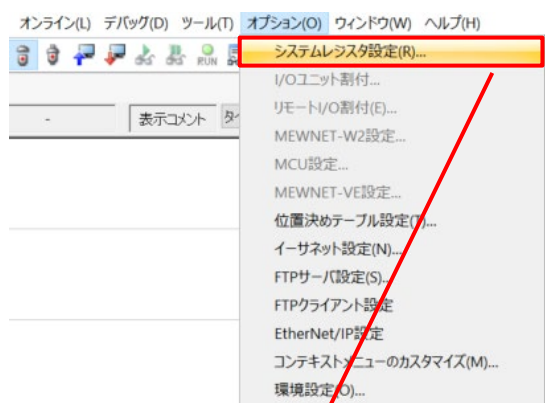 オンライン(L) デバッグ(D) ツール(T) オプション(O) ウィンドウ(W) ヘルプ(H)
RUN
- 表示コメント
システムレジスタ設定(R)...
I/Oユニット割付...
リモートI/O割付(E)...
MEWNET-W2設定...
MCU設定...
MEWNET-VE設定...
位置決めテーブル設定(T)...
イーサネット設定(N)...
FTPサーバ設定(S)...
FTPクライアント設定
EtherNet/IP設定
コンテキストメニューのカスタマイズ(M)...
環境設定(O)...